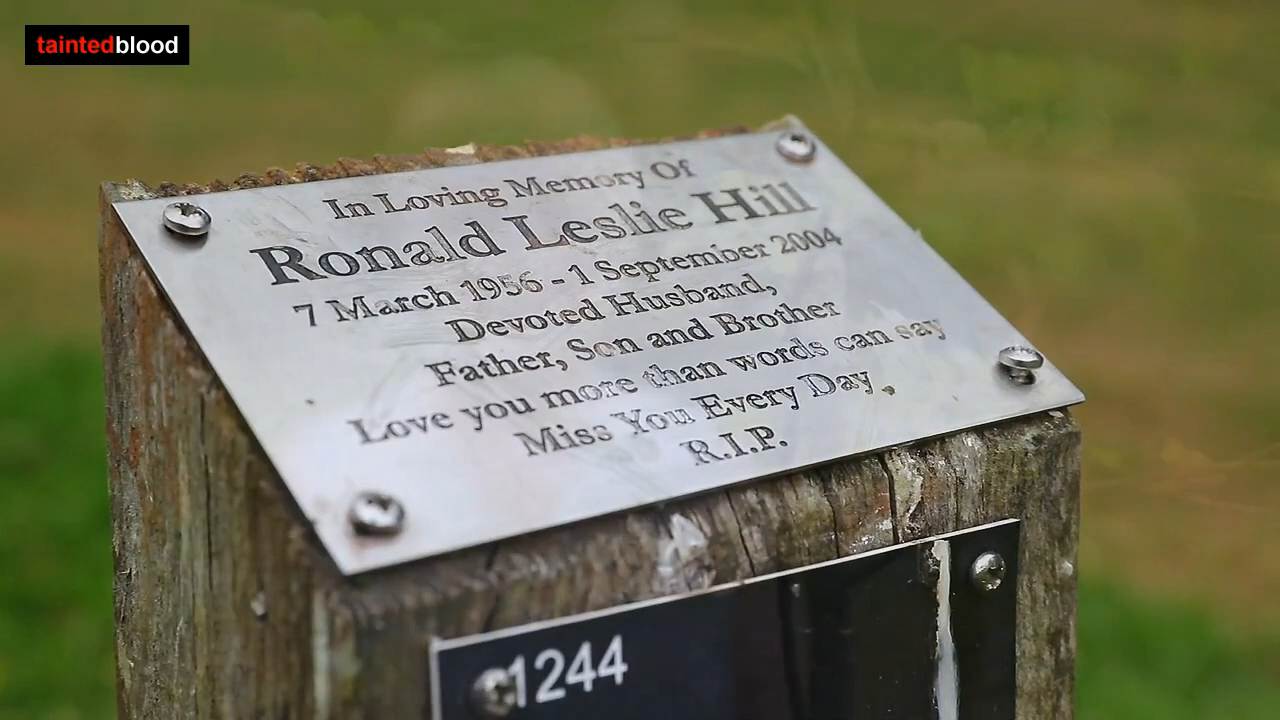 taintedblood
In Loving Memory Of
Ronald Leslie Hill
7 March 1956 - 1 September 2004
Devoted Husband,
Father, Son and Brother
Love you more than words can say
Miss You Every Day.
R.I.P.
1244